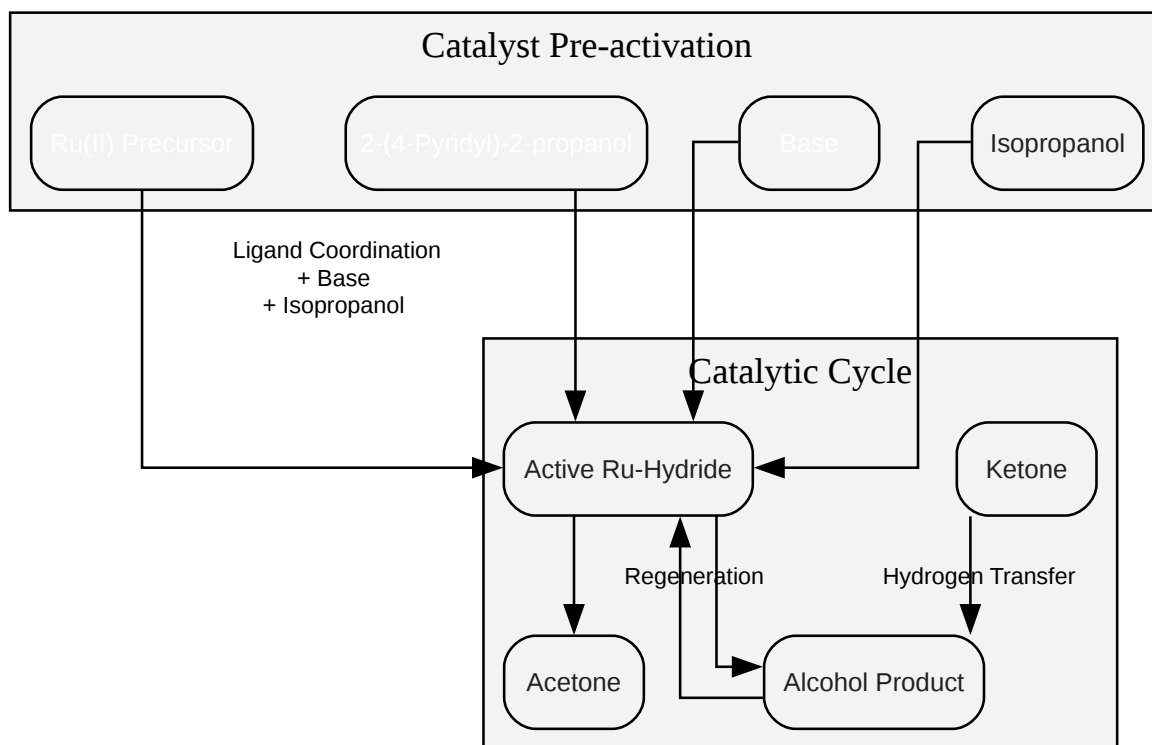 Catalyst Pre-activation
Ru(II) Precursor
2-(4-Pyridyl)-2-propanol
Base
Isopropanol
Ligand Coordination
+ Base
+ Isopropanol
Catalytic Cycle
Active Ru-Hydride
Ketone
Regeneration
Hydrogen Transfer
Acetone
Alcohol Product